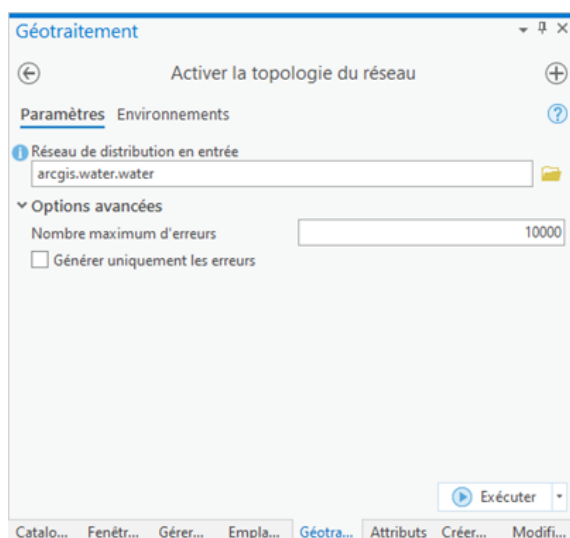 Géotraitement
Activer la topologie du réseau
Paramètres Environnements
Réseau de distribution en entrée
arcgis.water.water
Options avancées
Nombre maximum d'erreurs 10000
Générer uniquement les erreurs
Exécuter
Catalo... Fenêtr... Gérer... Empla... Géotra... Attributs Créer... Modifi...